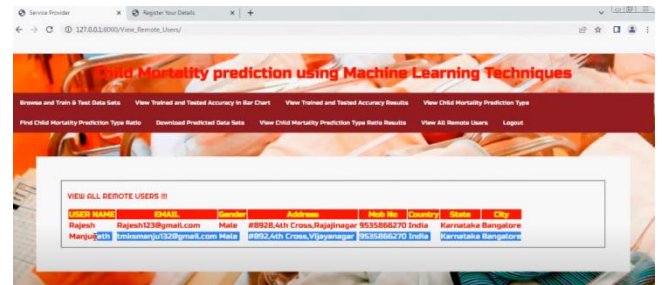 Service Provider
Register Your Details
127.0.0.1:8000/View_Remote_Users/
Child Mortality prediction using Machine Learning Techniques
Browse and Train & Test Data Sets View Trained and Tested Accuracy in Bar Chart View Trained and Tested Accuracy Results View Child Mortality Prediction Type
Find Child Mortality Prediction Type Ratio Download Predicted Data Sets View Child Mortality Prediction Type Ratio Results View All Remote Users Logout
VIEW ALL REMOTE USERS !!!
USER NAME EMAIL Gender Address Mob No Country State City
Rajesh Rajesh123@gmail.com Male #8928,4th Cross,Rajajinagar 9535866270 India Karnataka Bangalore
Manjunath tmksmanju132@gmail.com Male #892,4th Cross,Vijayanagar 9535866270 India Karnataka Bangalore